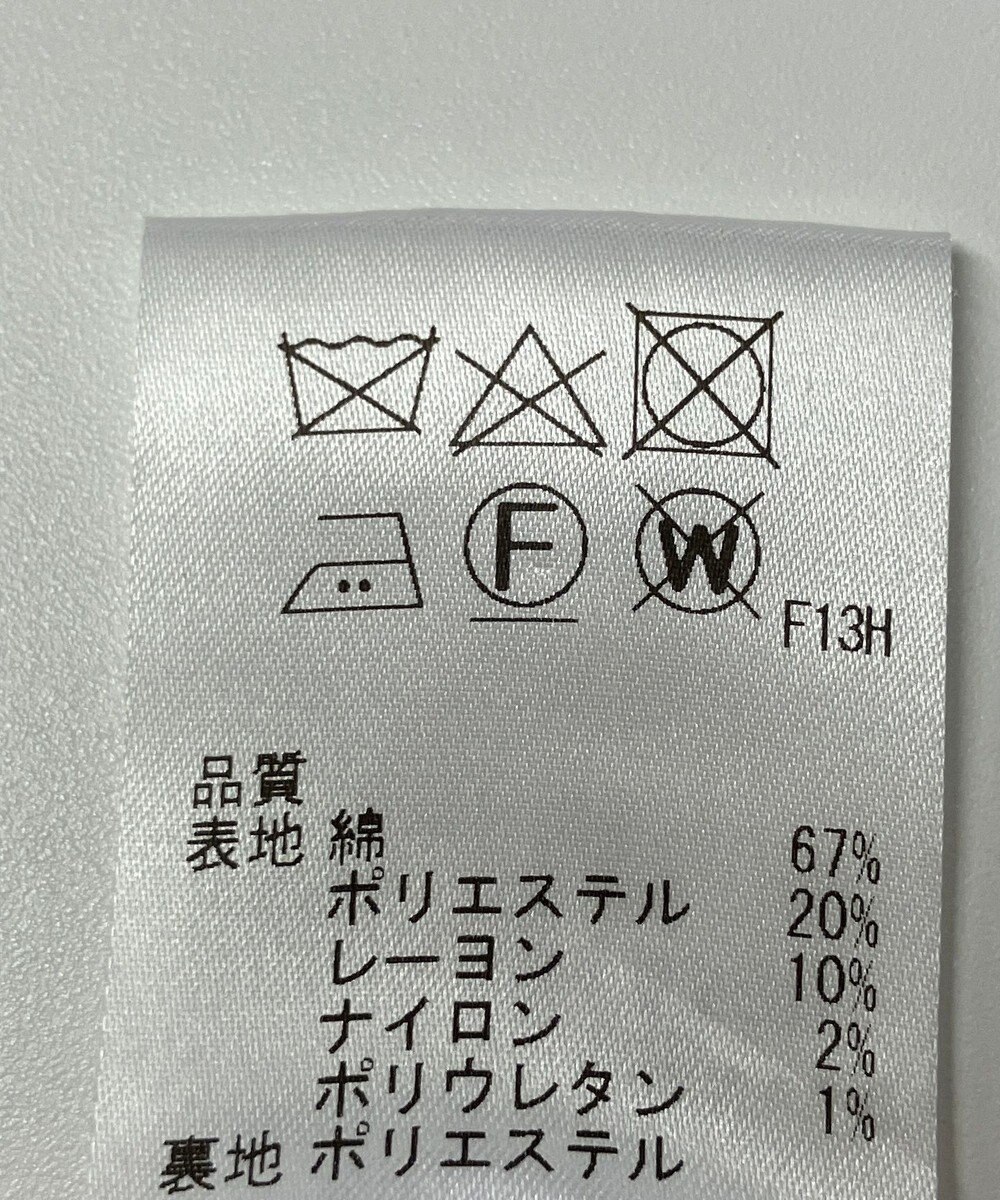 F W F13H
品質
表地 綿 67%
ポリエステル 20%
レーヨン 10%
ナイロン 2%
ポリウレタン 1%
裏地 ポリエステル